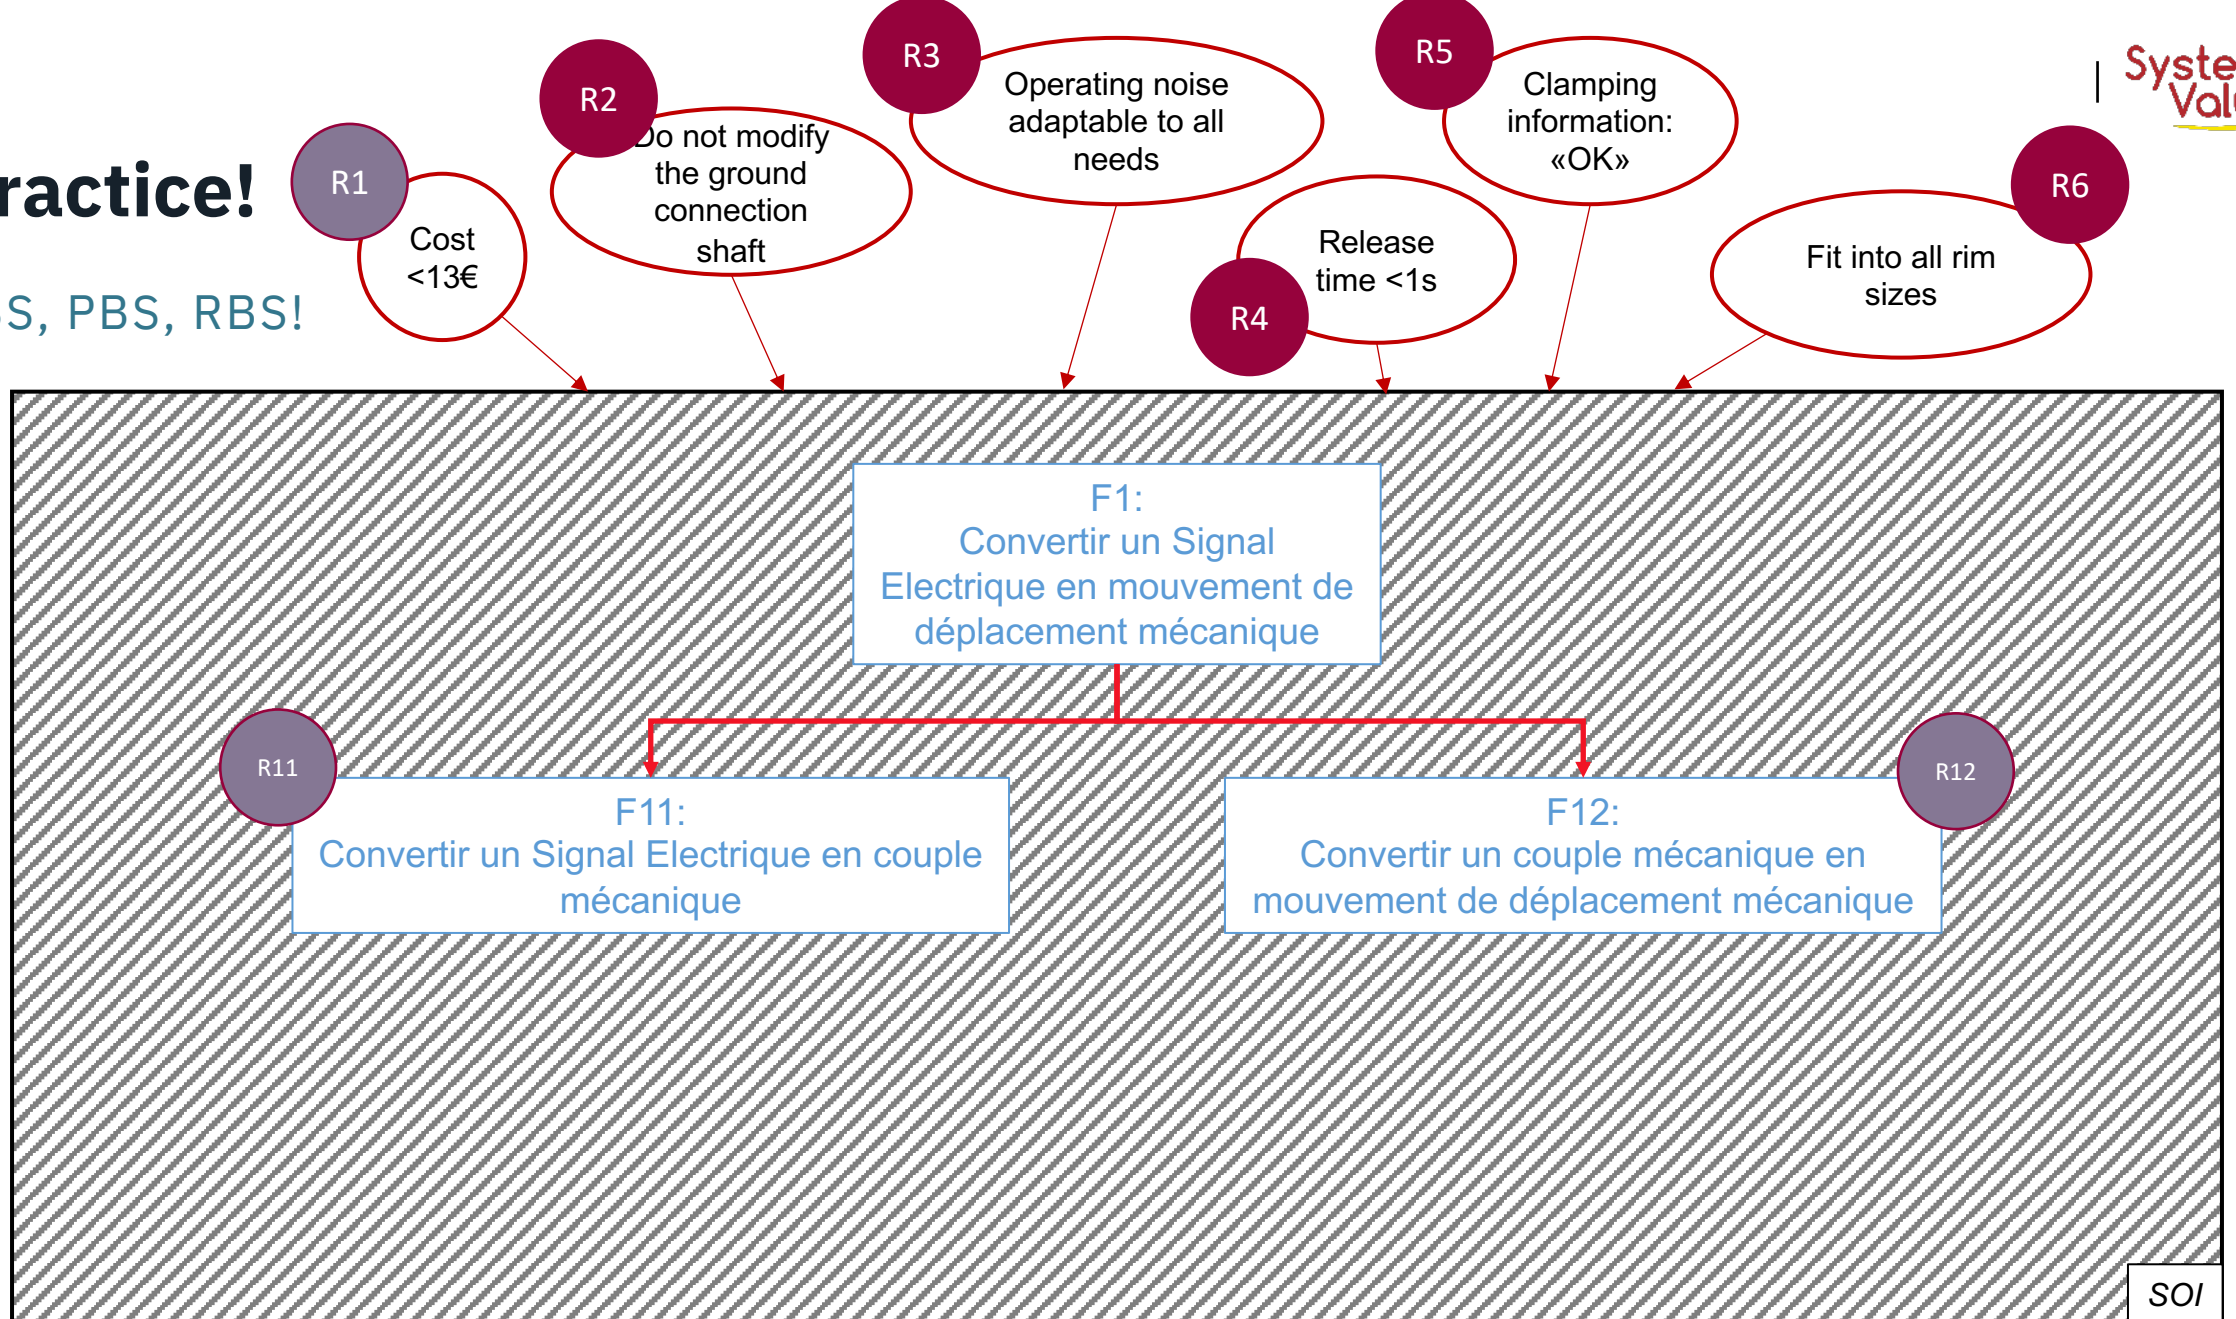 R3
R5
R2
R1
R4
R6
Operating noise
adaptable to all
needs
Clamping
information:
«OK»
Do not modify
the ground
connection
shaft
Cost
<13€
Release
time <1s
Fit into all rim
sizes
PBS, RBS!
F1:
Convertir un Signal
Electrique en mouvement de
déplacement mécanique
R11
R12
F11:
Convertir un Signal Electrique en couple
mécanique
F12:
Convertir un couple mécanique en
mouvement de déplacement mécanique
SOI